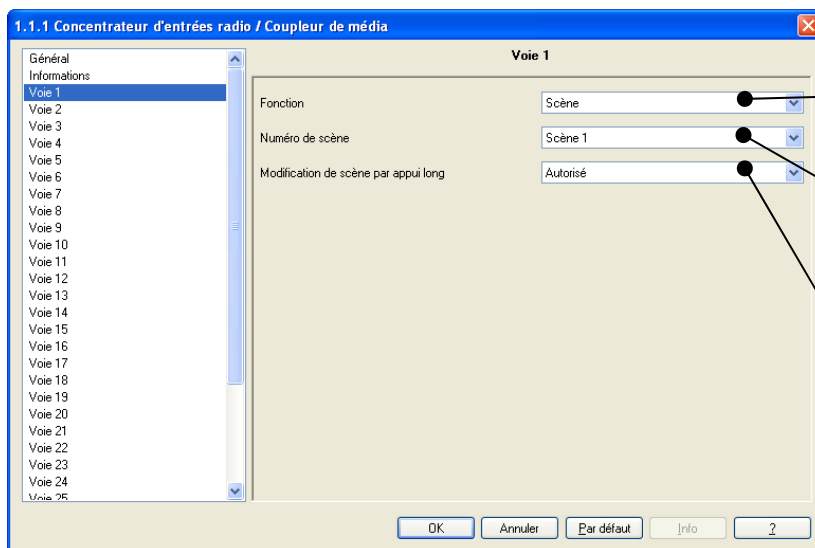 1.1.1 Concentrateur d'entrées radio / Coupleur de média
Général
Informations
Voie 1
Voie 2
Voie 3
Voie 4
Voie 5
Voie 6
Voie 7
Voie 8
Voie 9
Voie 10
Voie 11
Voie 12
Voie 13
Voie 14
Voie 15
Voie 16
Voie 17
Voie 18
Voie 19
Voie 20
Voie 21
Voie 22
Voie 23
Voie 24
Voie 25
Voie 1
Fonction Scène
Numéro de scène Scène 1
Modification de scène par appui long Autorisé
OK Annuler Par défaut Info ?